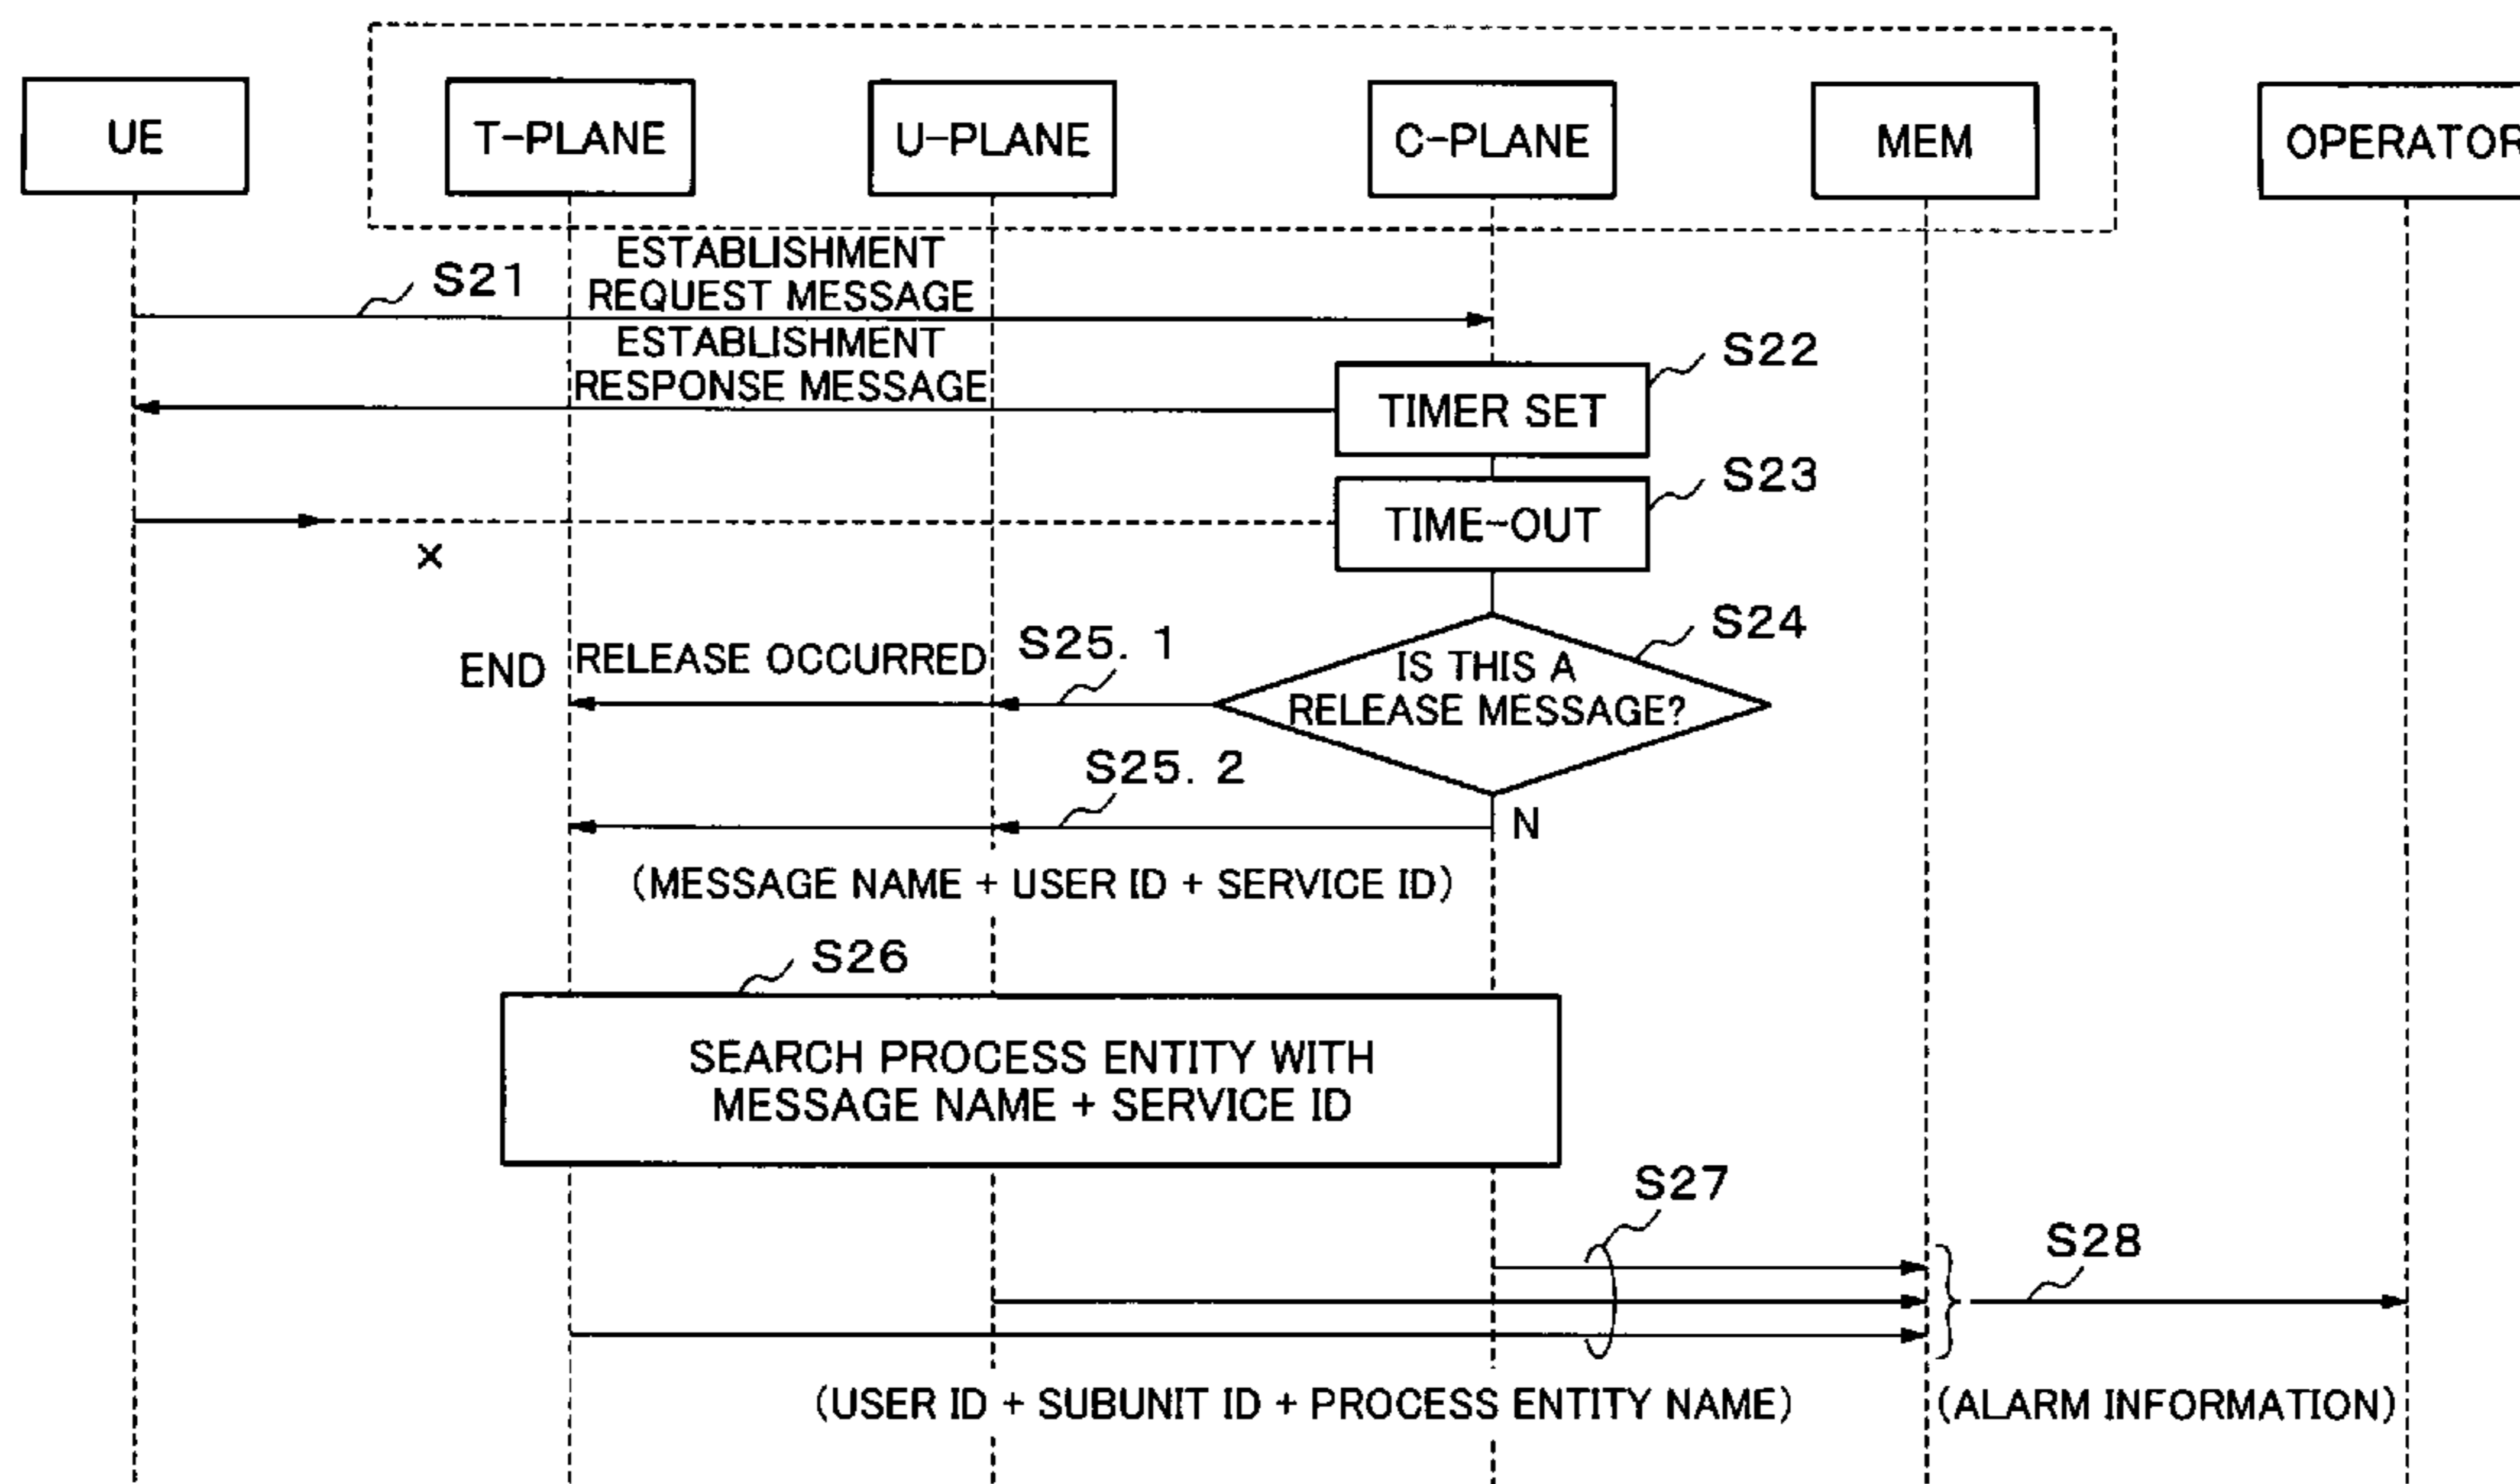 UE
T-PLANE
U-PLANE
C-PLANE
MEM
OPERATOR
S21
ESTABLISHMENT
REQUEST MESSAGE
ESTABLISHMENT
RESPONSE MESSAGE
S22
TIMER SET
S23
TIME-OUT
x
S24
IS THIS A
RELEASE MESSAGE?
S25. 1
RELEASE OCCURRED
END
S25. 2
N
(MESSAGE NAME + USER ID + SERVICE ID)
S26
SEARCH PROCESS ENTITY WITH
MESSAGE NAME + SERVICE ID
S27
S28
(USER ID + SUBUNIT ID + PROCESS ENTITY NAME)
(ALARM INFORMATION)